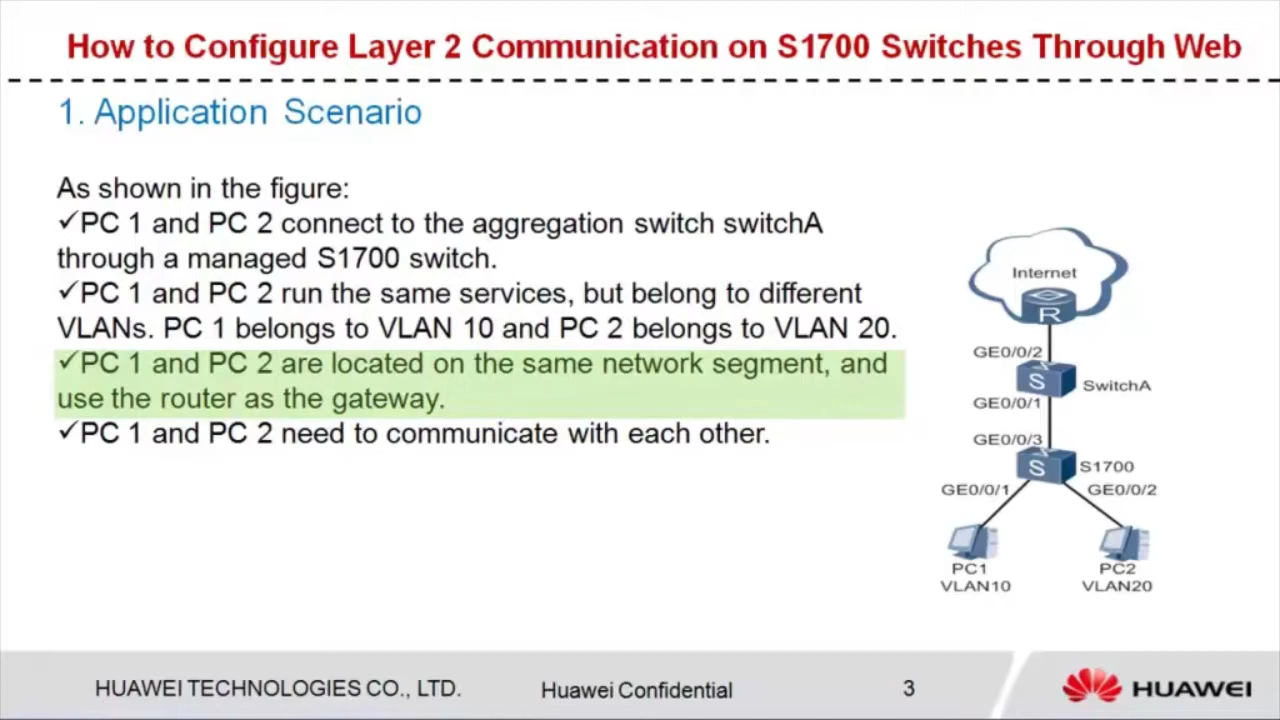 How to Configure Layer 2 Communication on S1700 Switches Through Web
1. Application Scenario
As shown in the figure:
✓PC 1 and PC 2 connect to the aggregation switch switchA
through a managed S1700 switch.
✓PC 1 and PC 2 run the same services, but belong to different
VLANs. PC 1 belongs to VLAN 10 and PC 2 belongs to VLAN 20.
✓PC 1 and PC 2 are located on the same network segment, and
use the router as the gateway.
✓PC 1 and PC 2 need to communicate with each other.
Internet
R
GE0/0/2
S
SwitchA
GE0/0/1
GE0/0/3
S
S1700
GE0/0/1
GE0/0/2
PC1
VLAN10
PC2
VLAN20
HUAWEI TECHNOLOGIES CO., LTD.
Huawei Confidential
3
HUAWEI